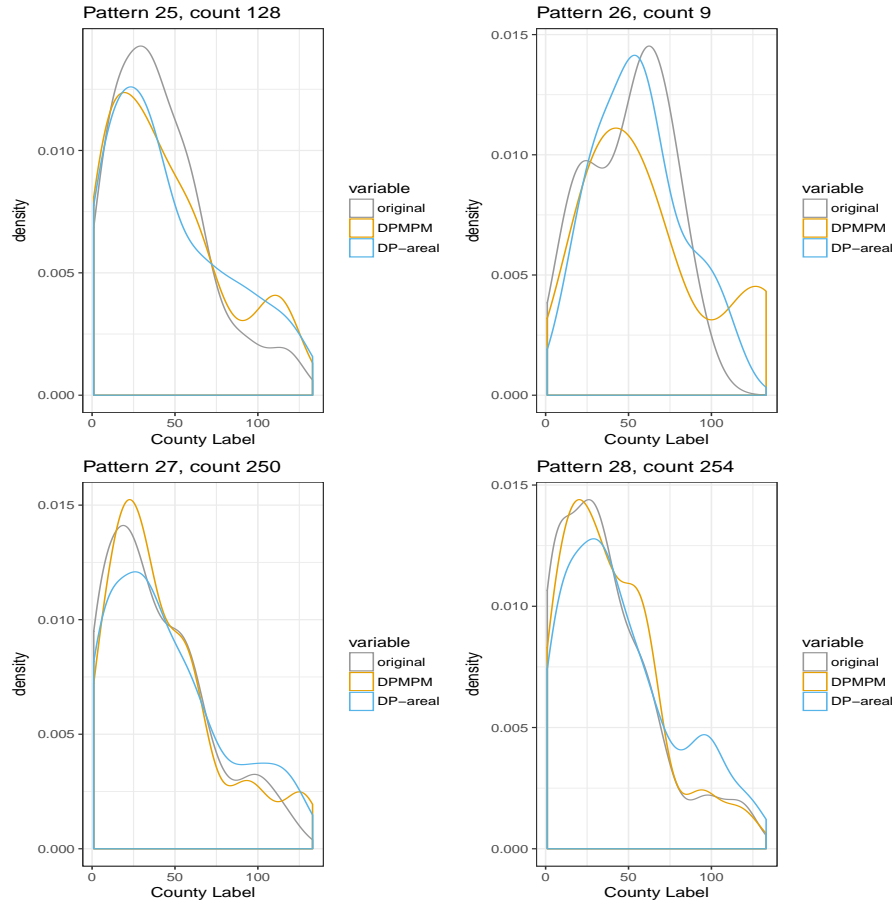 Pattern 25, count 128
0.010
0.005
0.000
density
0
50
100
County Label
variable
original
DPMPM
DP−areal
Pattern 26, count 9
0.015
0.010
0.005
0.000
density
0
50
100
County Label
variable
original
DPMPM
DP−areal
Pattern 27, count 250
0.015
0.010
0.005
0.000
density
0
50
100
County Label
variable
original
DPMPM
DP−areal
Pattern 28, count 254
0.015
0.010
0.005
0.000
density
0
50
100
County Label
variable
original
DPMPM
DP−areal